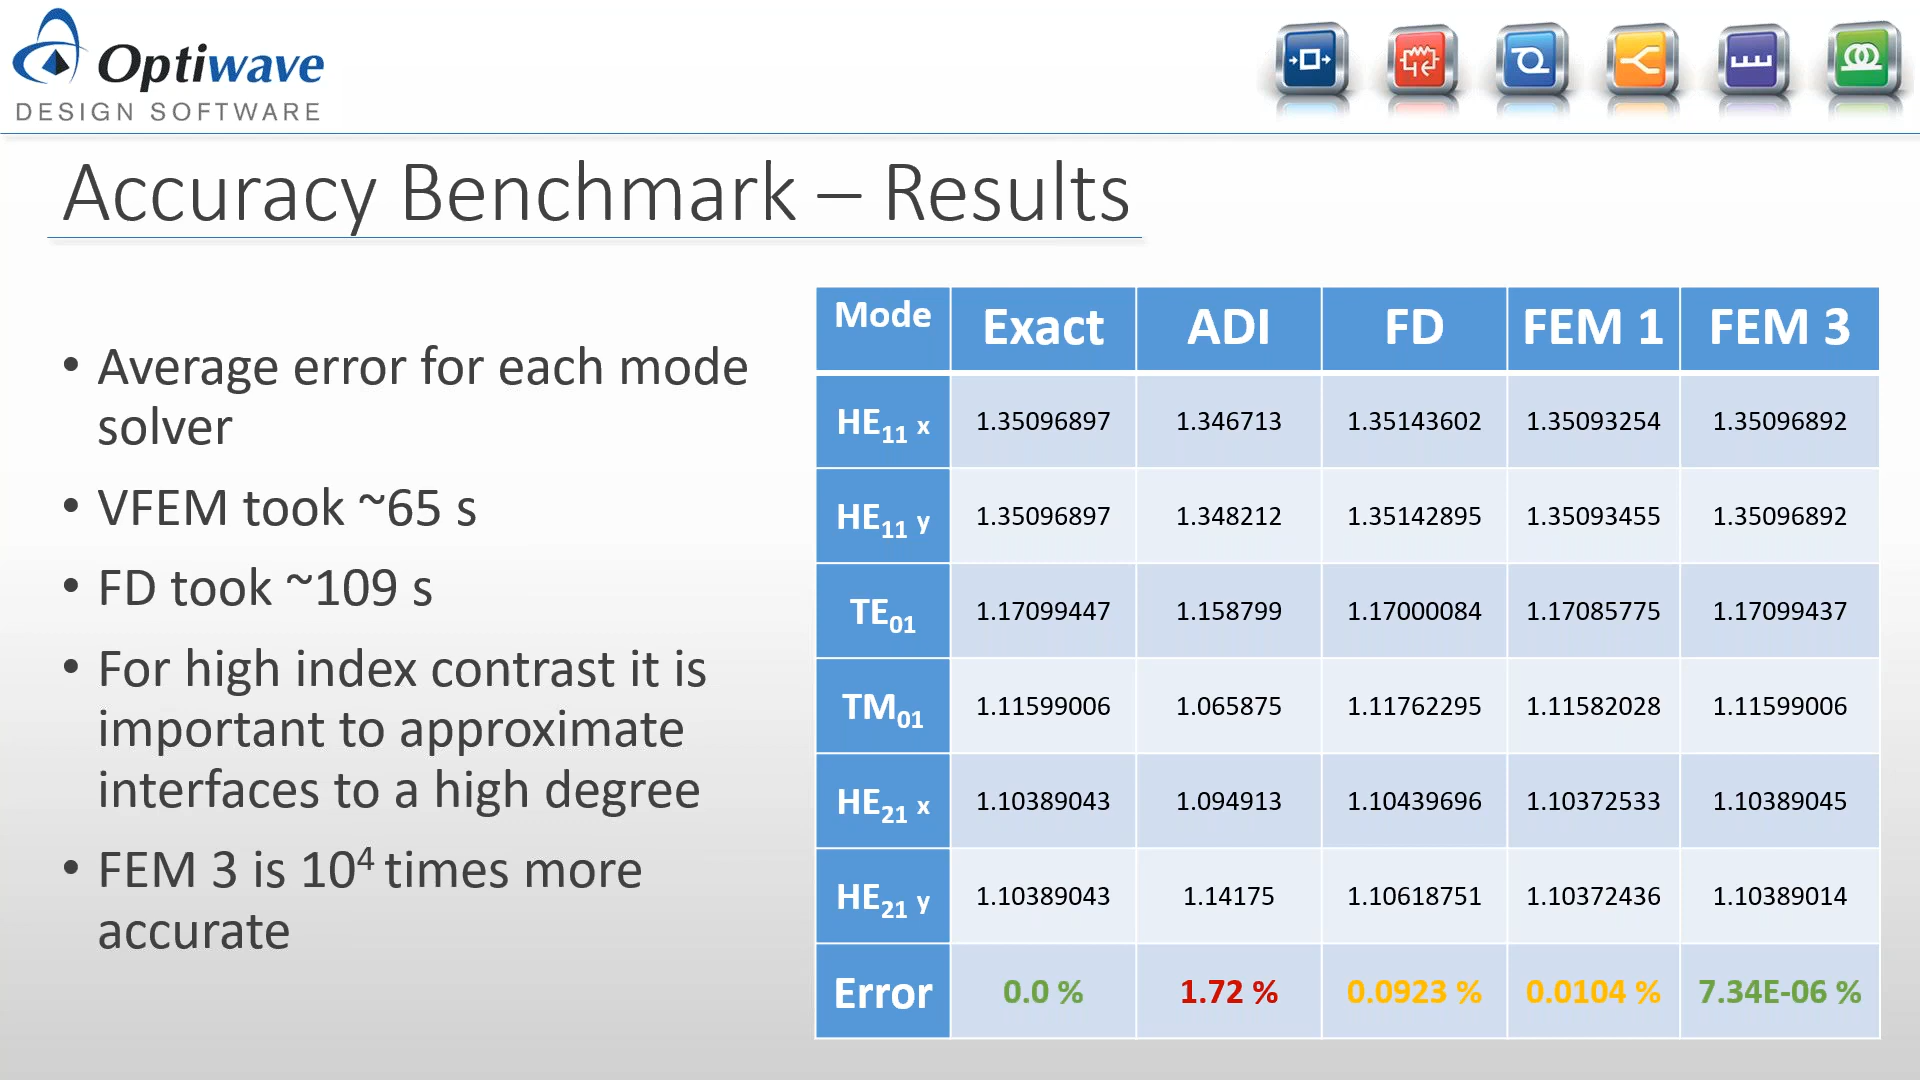 Optiwave
DESIGN SOFTWARE
Accuracy Benchmark – Results
• Average error for each mode
solver
• VFEM took ~65 s
• FD took ~109 s
• For high index contrast it is
important to approximate
interfaces to a high degree
• FEM 3 is 10⁴ times more
accurate
Mode Exact ADI FD FEM 1 FEM 3
HE₁₁ x 1.35096897 1.346713 1.35143602 1.35093254 1.35096892
HE₁₁ y 1.35096897 1.348212 1.35142895 1.35093455 1.35096892
TE₀₁ 1.17099447 1.158799 1.17000084 1.17085775 1.17099437
TM₀₁ 1.11599006 1.065875 1.11762295 1.11582028 1.11599006
HE₂₁ x 1.10389043 1.094913 1.10439696 1.10372533 1.10389045
HE₂₁ y 1.10389043 1.14175 1.10618751 1.10372436 1.10389014
Error 0.0 % 1.72 % 0.0923 % 0.0104 % 7.34E-06 %